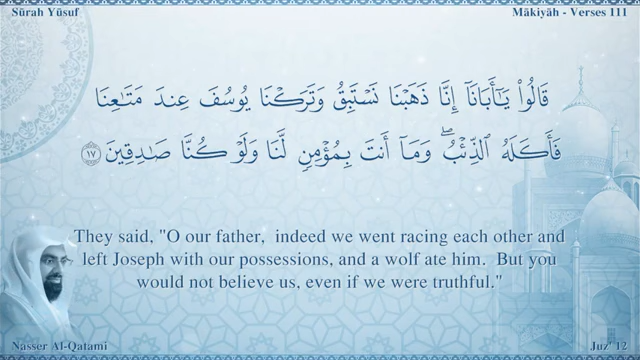 Sūrah Yūsuf
Mākiyāh - Verses 111
قَالُوا۟ يَـٰٓأَبَانَآ إِنَّا ذَهَبْنَا نَسْتَبِقُ وَتَرَكْنَا يُوسُفَ عِندَ مَتَـٰعِنَا
فَأَكَلَهُ ٱلذِّئْبُ ۖ وَمَآ أَنتَ بِمُؤْمِنٍ لَّنَا وَلَوْ كُنَّا صَـٰدِقِينَ ١٧
They said, "O our father, indeed we went racing each other and
left Joseph with our possessions, and a wolf ate him. But you
would not believe us, even if we were truthful."
Nasser Al-Qatami
Juz' 12